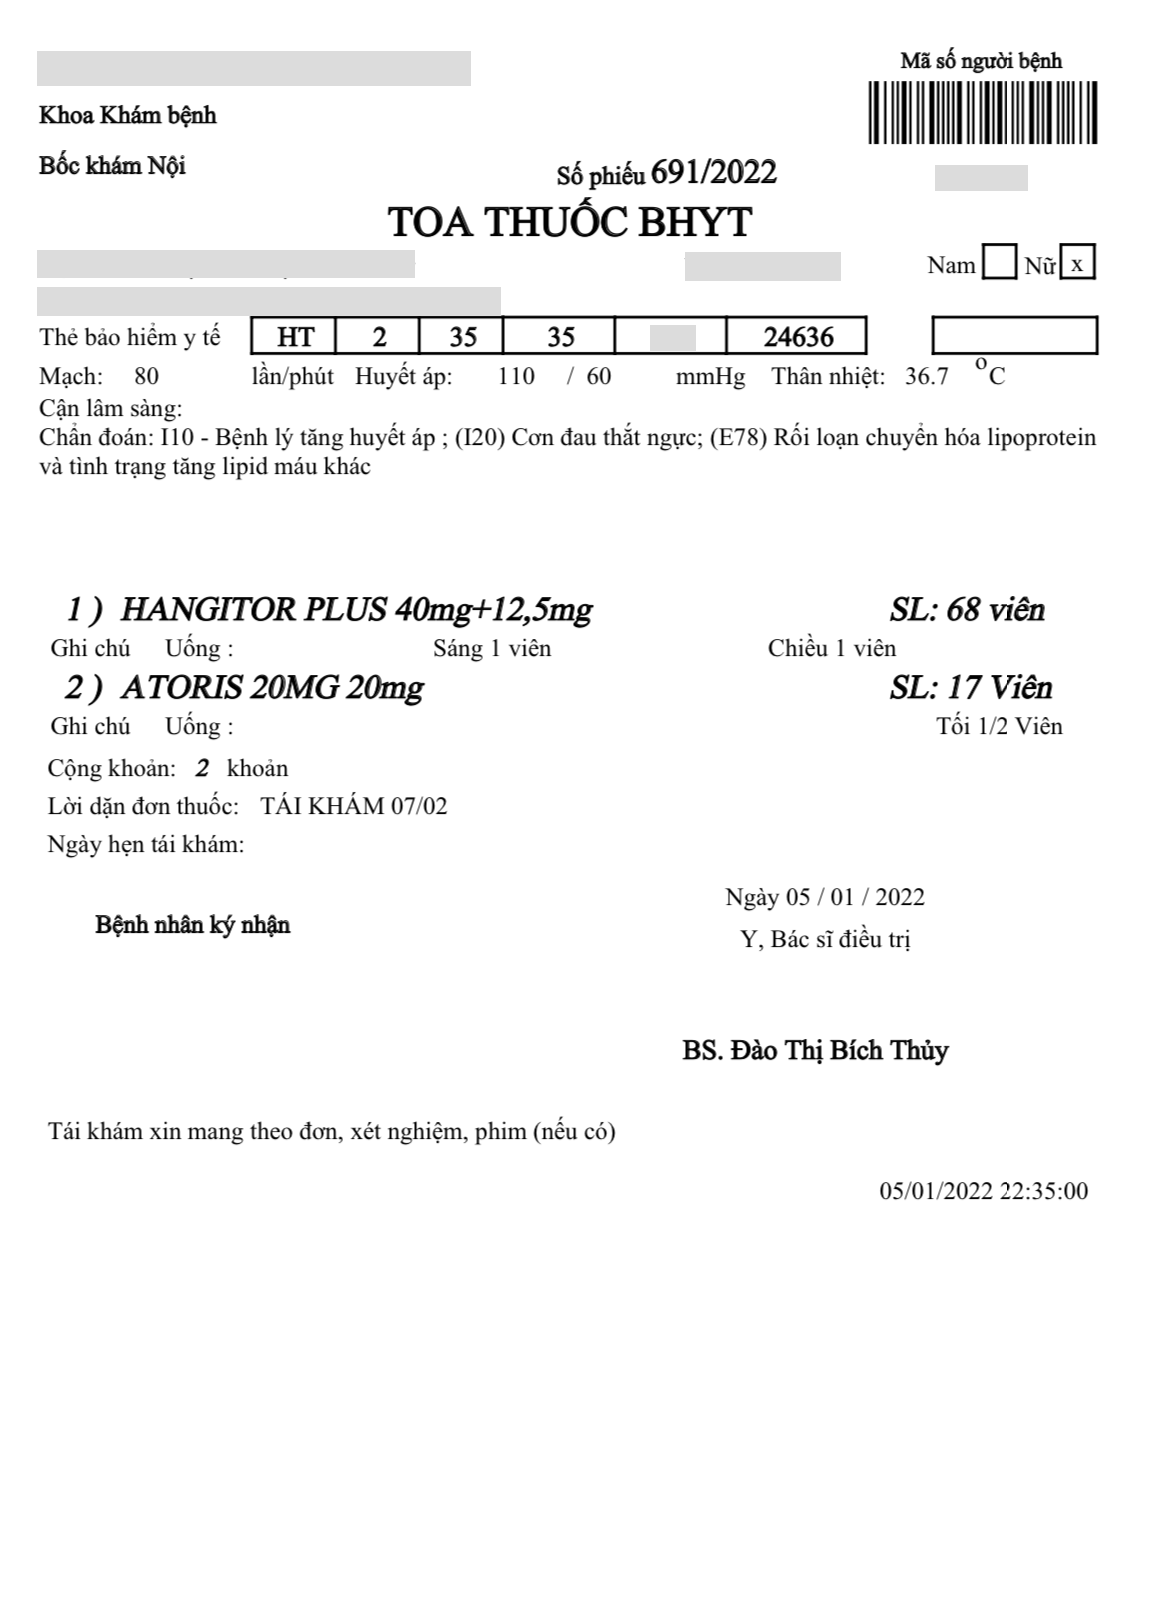 Mã số người bệnh
Khoa Khám bệnh
Bốc khám Nội
Số phiếu 691/2022
TOA THUỐC BHYT
Nam Nữ x
Thẻ bảo hiểm y tế HT 2 35 35 24636
Mạch: 80 lần/phút Huyết áp: 110 / 60 mmHg Thân nhiệt: 36.7 °C
Cận lâm sàng:
Chẩn đoán: I10 - Bệnh lý tăng huyết áp ; (I20) Cơn đau thắt ngực; (E78) Rối loạn chuyển hóa lipoprotein
và tình trạng tăng lipid máu khác
1 ) HANGITOR PLUS 40mg+12,5mg SL: 68 viên
Ghi chú Uống : Sáng 1 viên Chiều 1 viên
2 ) ATORIS 20MG 20mg SL: 17 Viên
Ghi chú Uống : Tối 1/2 Viên
Cộng khoản: 2 khoản
Lời dặn đơn thuốc: TÁI KHÁM 07/02
Ngày hẹn tái khám:
Ngày 05 / 01 / 2022
Bệnh nhân ký nhận
Y, Bác sĩ điều trị
BS. Đào Thị Bích Thủy
Tái khám xin mang theo đơn, xét nghiệm, phim (nếu có)
05/01/2022 22:35:00